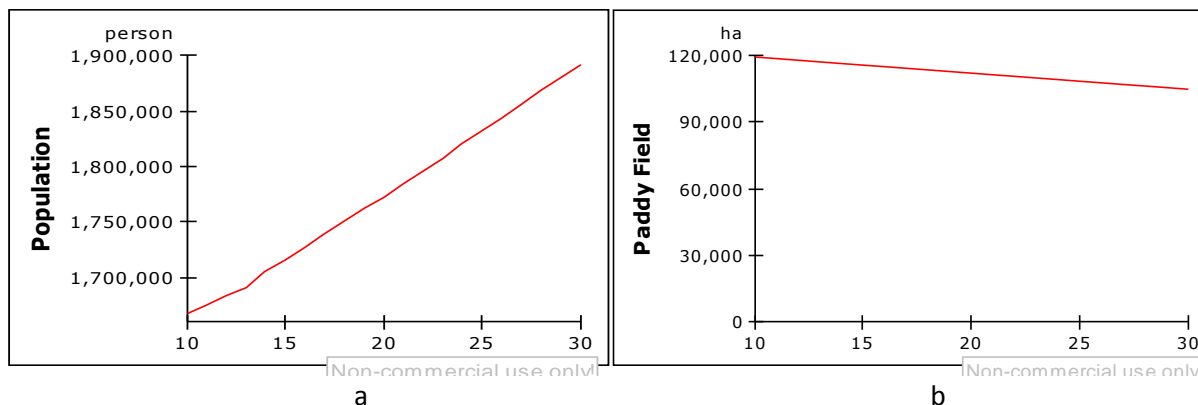 person
1,900,000
1,850,000
1,800,000
1,750,000
1,700,000
Population
10 15 20 25 30
Non-commercial use only!
a
ha
120,000
90,000
60,000
30,000
0
Paddy Field
10 15 20 25 30
Non-commercial use only!
b